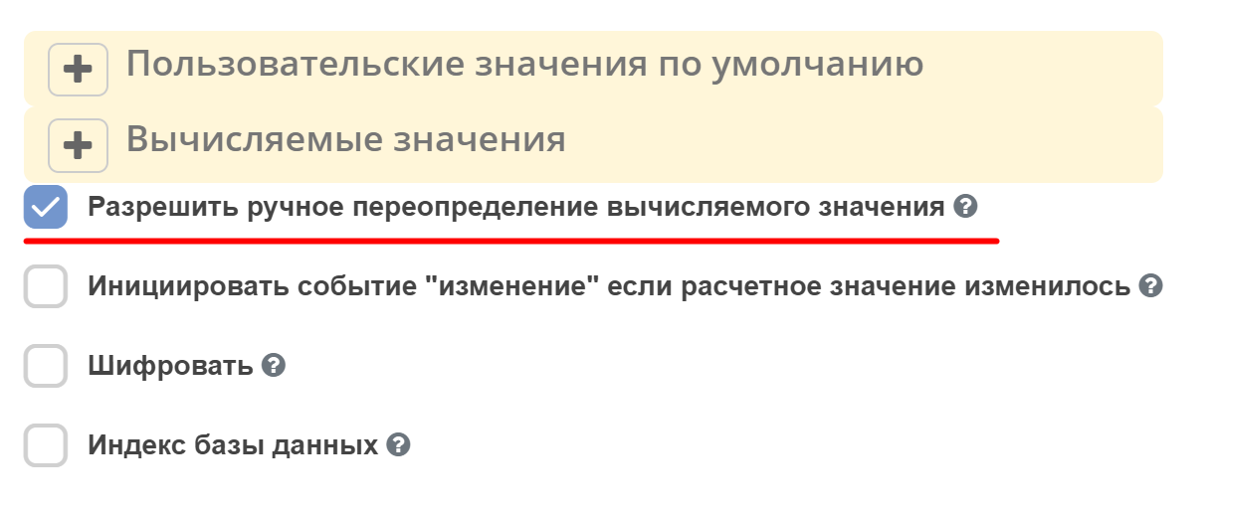 Пользовательские значения по умолчанию
Вычисляемые значения
Разрешить ручное переопределение вычисляемого значения ?
Инициировать событие "изменение" если расчетное значение изменилось ?
Шифровать ?
Индекс базы данных ?